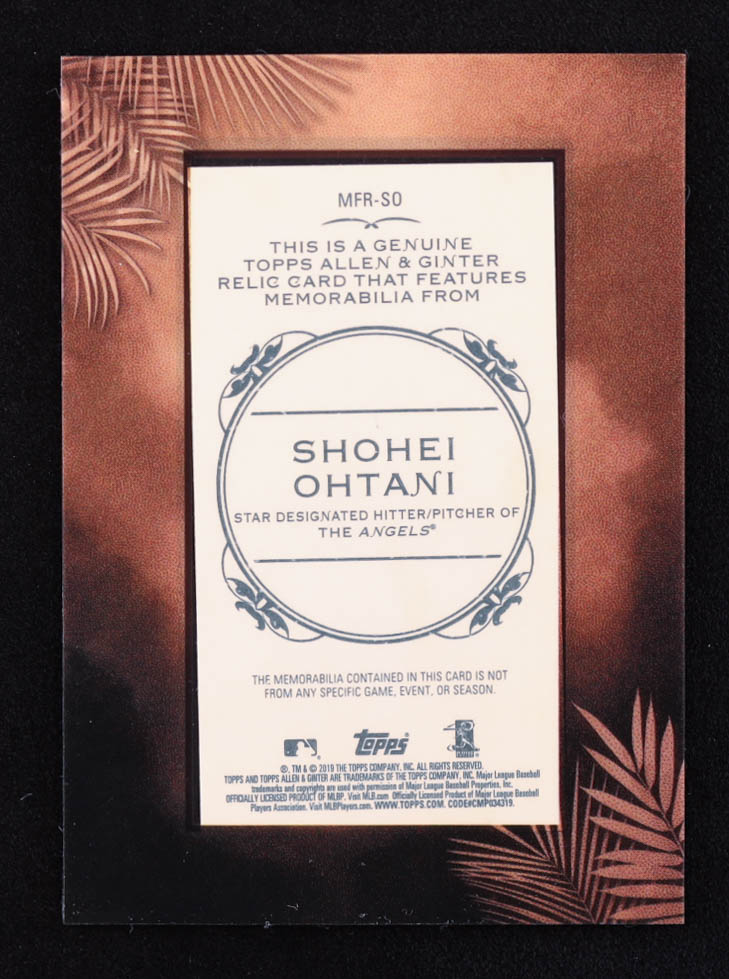 MFR-SO
THIS IS A GENUINE
TOPPS ALLEN & GINTER
RELIC CARD THAT FEATURES
MEMORABILIA FROM
SHOHEI
OHTANI
STAR DESIGNATED HITTER/PITCHER OF
THE ANGELS®
THE MEMORABILIA CONTAINED IN THIS CARD IS NOT
FROM ANY SPECIFIC GAME, EVENT, OR SEASON.
topps
®, TM & © 2019 THE TOPPS COMPANY, INC. ALL RIGHTS RESERVED.
TOPPS AND TOPPS ALLEN & GINTER ARE TRADEMARKS OF THE TOPPS COMPANY, INC. Major League Baseball
trademarks and copyrights are used with permission of Major League Baseball Properties, Inc.
OFFICIALLY LICENSED PRODUCT OF MLBP. Visit MLB.com Officially Licensed Product of Major League Baseball
Players Association. Visit MLBPlayers.com. WWW.TOPPS.COM. CODE#CMP034319.